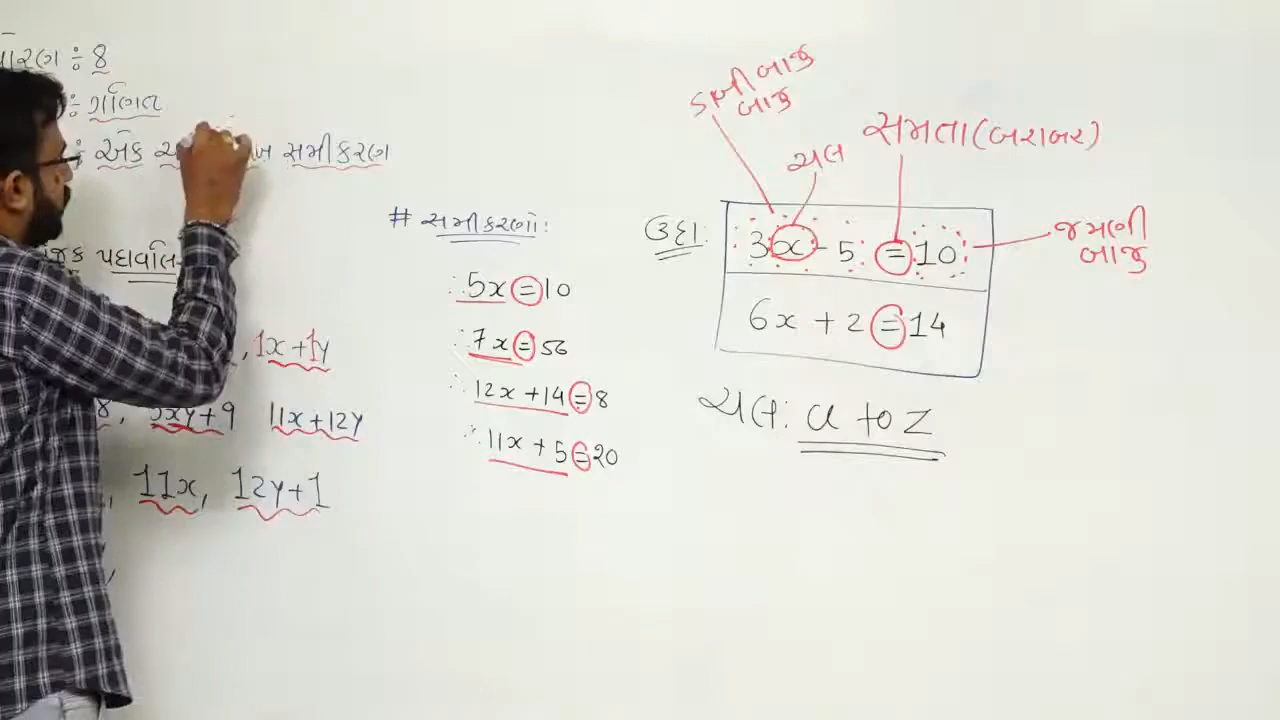 ધોરણ : 8
: ગણિત
: એક સમીકરણ
પદાવલિ
, 1x + 1y
8, 5xy + 9 11x + 12y
, 11x, 12y + 1
# સમીકરણો:
∴ 5x = 10
∴ 7x = 56
∴ 12x + 14 = 8
∴ 11x + 5 = 20
ડાબી બાજુ
બાજુ
ચલ
સમતા (બરાબર)
ઉદા:
3x - 5 = 10
જમણી
બાજુ
6x + 2 = 14
ચલ: a to z